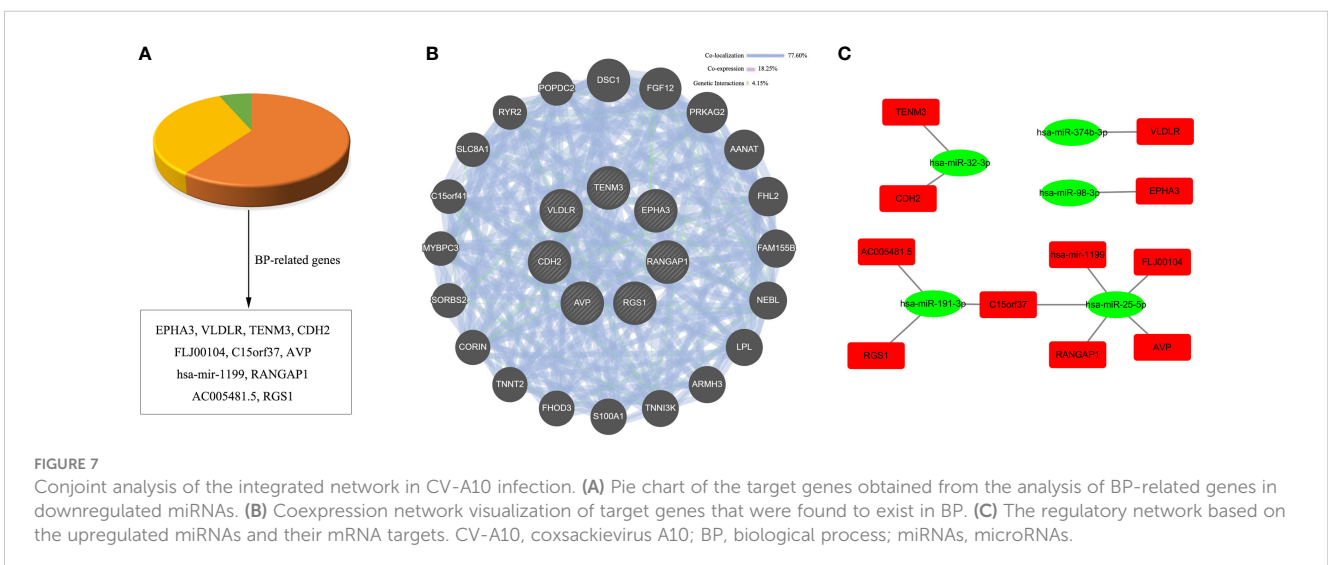 A
BP-related genes
EPHA3, VLDLR, TENM3, CDH2
FLJ00104, C15orf37, AVP
hsa-mir-1199, RANGAP1
AC005481.5, RGS1
B
Co-localization 77.60%
Co-expression 18.25%
Genetic Interactions 4.15%
DSC1
FGF12
PRKAG2
AANAT
FHL2
FAM155B
NEBL
LPL
ARMH3
TNNI3K
S100A1
FHOD3
TNNT2
CORIN
SORBS2
MYBPC3
C15orf41
SLC8A1
RYR2
POPDC2
TENM3
EPHA3
RANGAP1
RGS1
AVP
CDH2
VLDLR
C
TENM3
hsa-miR-32-3p
CDH2
hsa-miR-374b-3p
VLDLR
hsa-miR-98-3p
EPHA3
AC005481.5
hsa-miR-191-3p
RGS1
C15orf37
hsa-mir-1199
FLJ00104
hsa-miR-25-5p
RANGAP1
AVP
FIGURE 7
Conjoint analysis of the integrated network in CV-A10 infection. (A) Pie chart of the target genes obtained from the analysis of BP-related genes in
downregulated miRNAs. (B) Coexpression network visualization of target genes that were found to exist in BP. (C) The regulatory network based on
the upregulated miRNAs and their mRNA targets. CV-A10, coxsackievirus A10; BP, biological process; miRNAs, microRNAs.